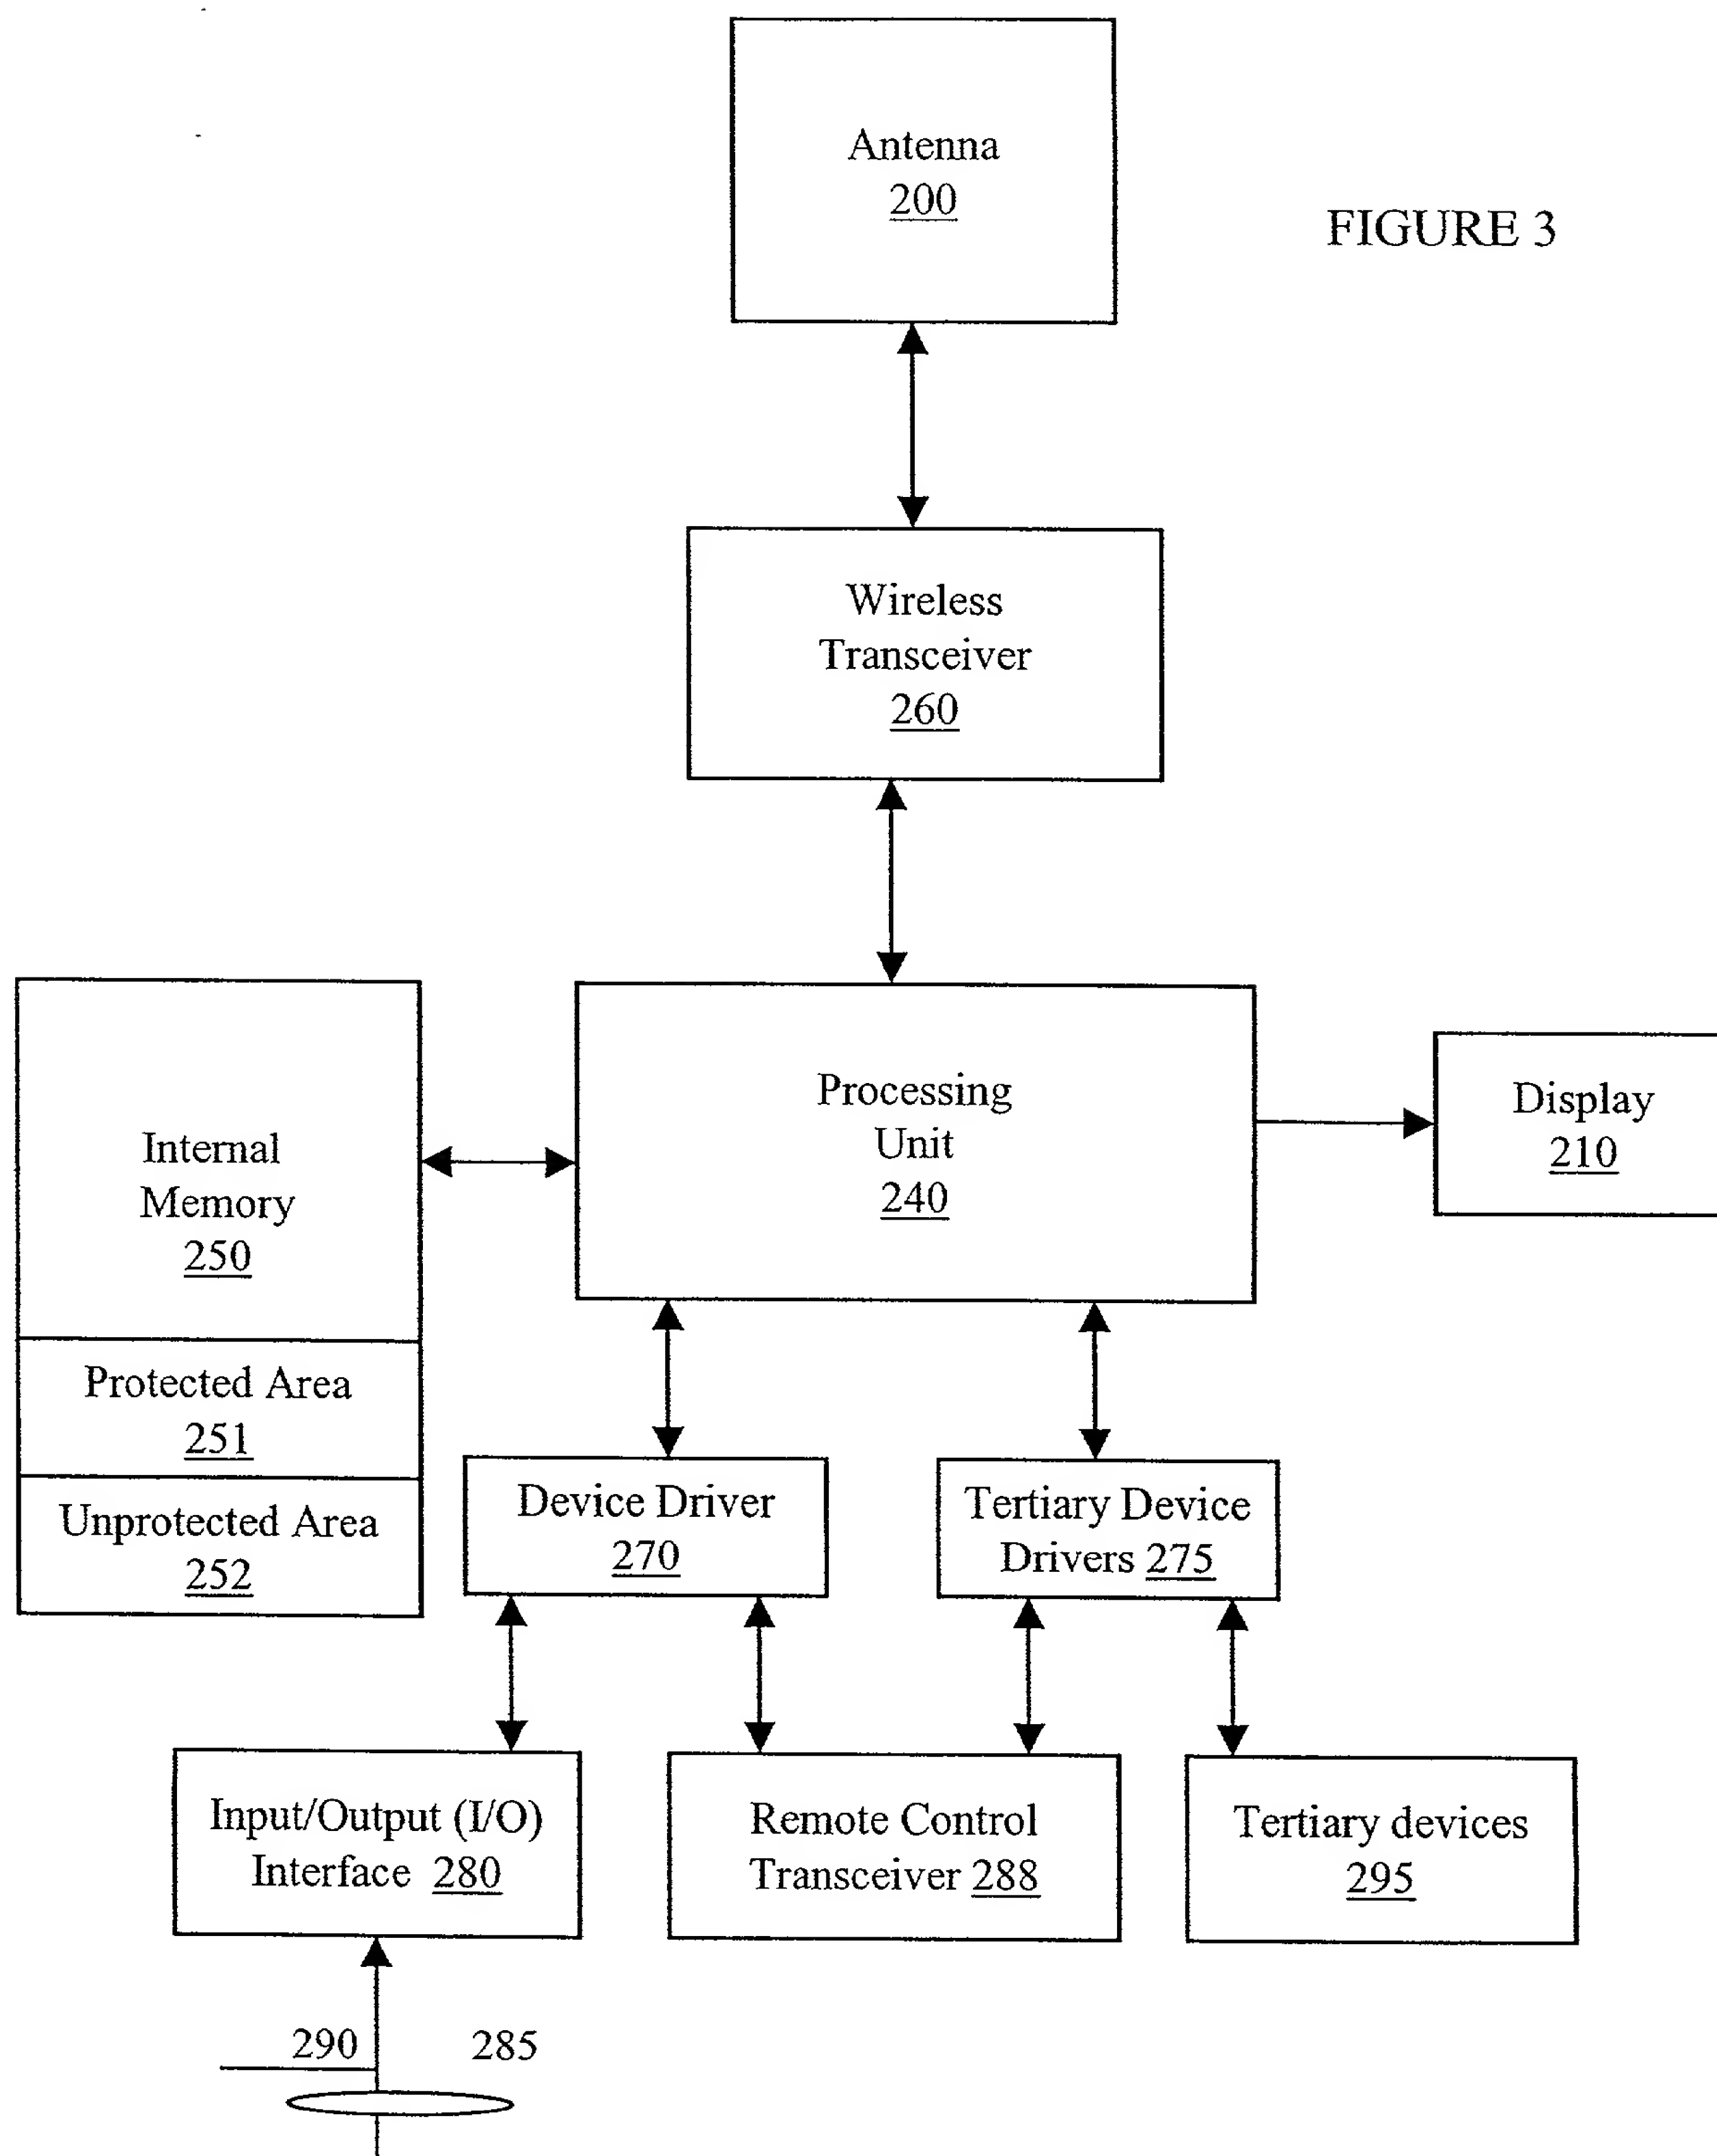 Antenna
200
FIGURE 3
Wireless
Transceiver
260
Processing
Unit
240
Display
210
Internal
Memory
250
Protected Area
251
Unprotected Area
252
Device Driver
270
Tertiary Device
Drivers 275
Input/Output (I/O)
Interface 280
Remote Control
Transceiver 288
Tertiary devices
295
290
285